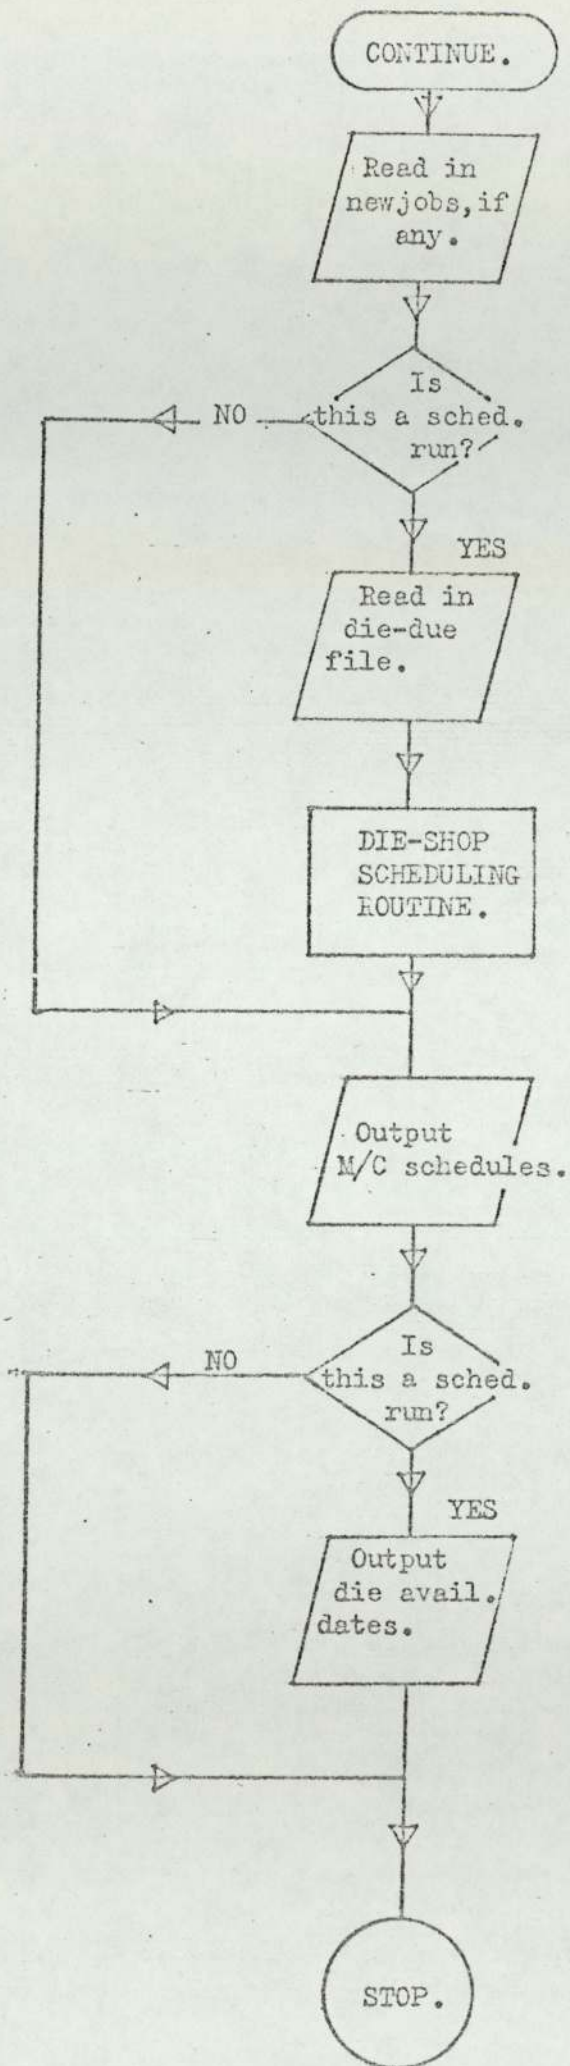 CONTINUE.
Read in
newjobs,if
any.
Is
this a sched.
run?
NO
YES
Read in
die-due
file.
DIE-SHOP
SCHEDULING
ROUTINE.
Output
M/C schedules.
Is
this a sched.
run?
NO
YES
Output
die avail.
dates.
STOP.